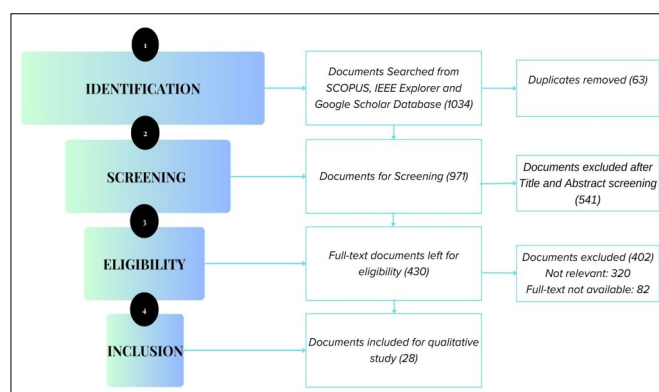 1
IDENTIFICATION
Documents Searched from
SCOPUS, IEEE Explorer and
Google Scholar Database (1034)
Duplicates removed (63)
2
SCREENING
Documents for Screening (971)
Documents excluded after
Title and Abstract screening
(541)
3
ELIGIBILITY
Full-text documents left for
eligibility (430)
Documents excluded (402)
Not relevant: 320
Full-text not available: 82
4
INCLUSION
Documents included for qualitative
study (28)